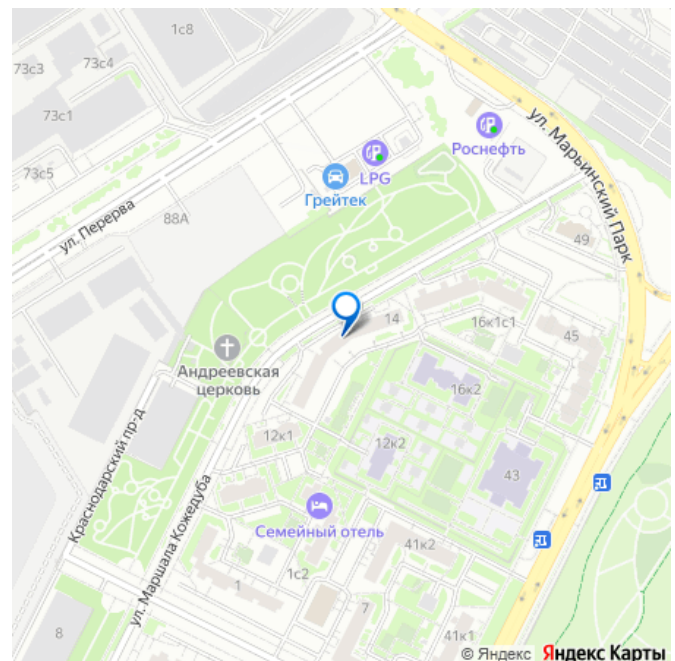 1с8
73с3
73с4
73с1
73с5
ул. Марьинский Парк
Роснефть
LPG
Грейтек
ул. Перерва
88А
49
14
16к1с1
45
Андреевская
церковь
16к2
Краснодарский пр-д
12к1
12к2
43
ул. Маршала Кожедуба
Семейный отель
41к2
1с2
1
7
8
41к1
© Яндекс Яндекс Карты